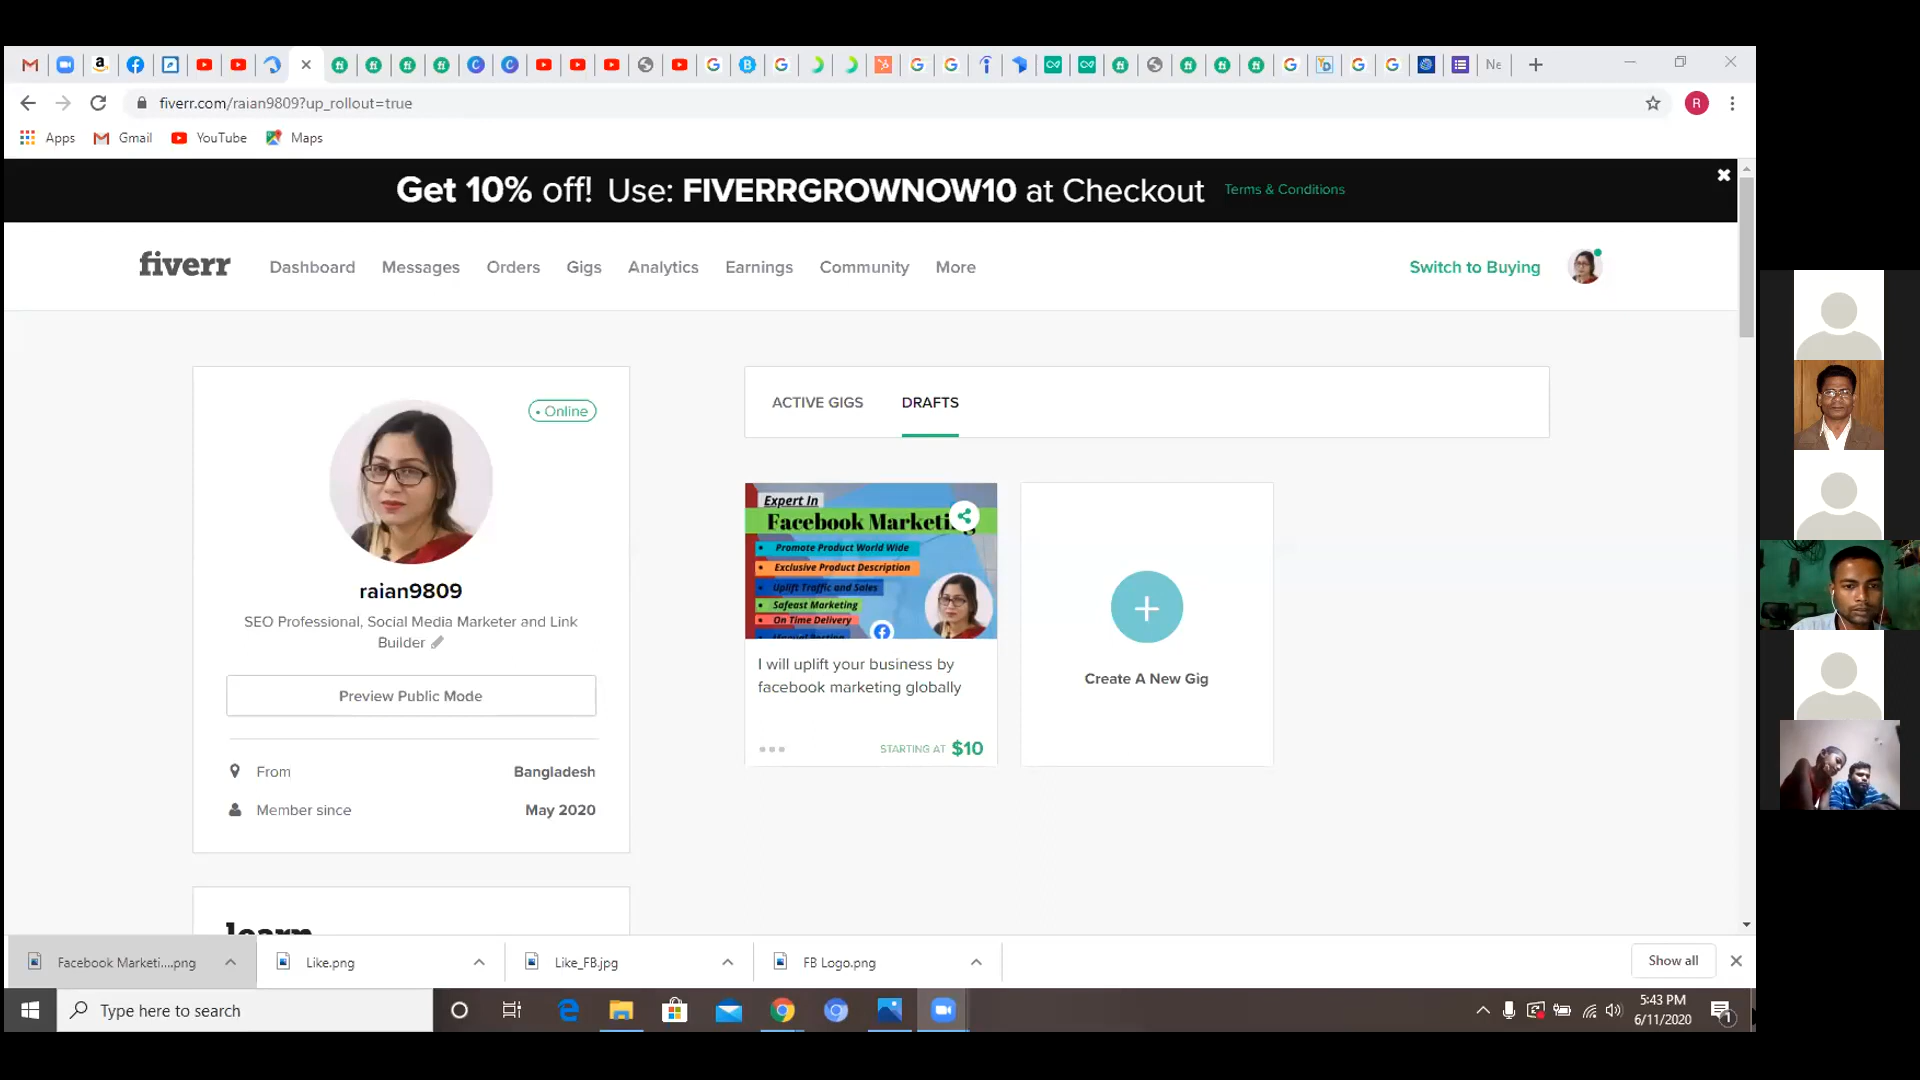 Ne
fiverr.com/raian9809?up_rollout=true
R
Apps
Gmail
YouTube
Maps
Get 10% off! Use: FIVERRGROWNOW10 at Checkout
Terms & Conditions
fiverr
Dashboard
Messages
Orders
Gigs
Analytics
Earnings
Community
More
Switch to Buying
• Online
raian9809
SEO Professional, Social Media Marketer and Link
Builder
Preview Public Mode
From
Bangladesh
Member since
May 2020
ACTIVE GIGS
DRAFTS
Expert In
Facebook Marketing
• Promote Product World Wide
• Exclusive Product Description
• Uplift Traffic and Sales
• Safeast Marketing
• On Time Delivery
I will uplift your business by
facebook marketing globally
STARTING AT $10
Create A New Gig
learn
Facebook Marketi....png
Like.png
Like_FB.jpg
FB Logo.png
Show all
Type here to search
5:43 PM
6/11/2020
1